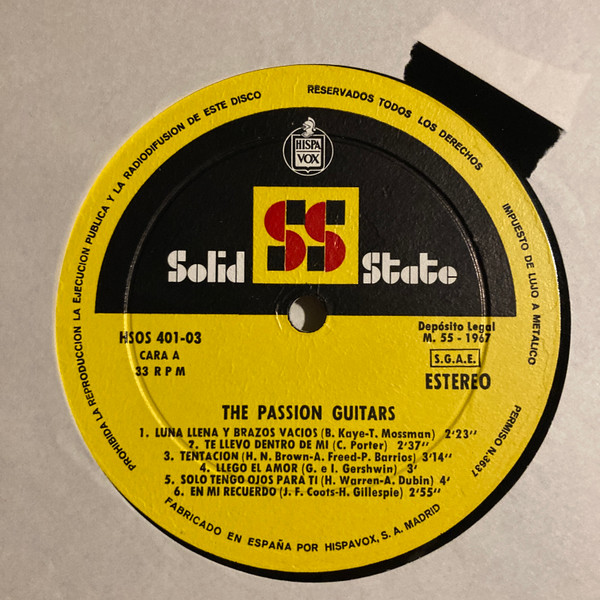 PROHIBIDA LA REPRODUCCION LA EJECUCION PUBLICA Y LA RADIODIFUSION DE ESTE DISCO
RESERVADOS TODOS LOS DERECHOS
IMPUESTO DE LUJO A METALICO
PERMISO N. 3637
HISPA
VOX
SS
Solid State
HSOS 401-03
CARA A
33 RPM
Depósito Legal
M. 55 - 1967
S.G.A.E.
ESTEREO
THE PASSION GUITARS
1. LUNA LLENA Y BRAZOS VACIOS (B. Kaye-T. Mossman) 2'23"
2. TE LLEVO DENTRO DE MI (C. Porter) 2'37"
3. TENTACION (H. N. Brown-A. Freed-P. Barrios) 3'14"
4. LLEGO EL AMOR (G. e I. Gershwin) 3'
5. SOLO TENGO OJOS PARA TI (H. Warren-A. Dubin) 4'
6. EN MI RECUERDO (J. F. Coots-H. Gillespie) 2'55"
FABRICADO EN ESPAÑA POR HISPAVOX, S. A. MADRID